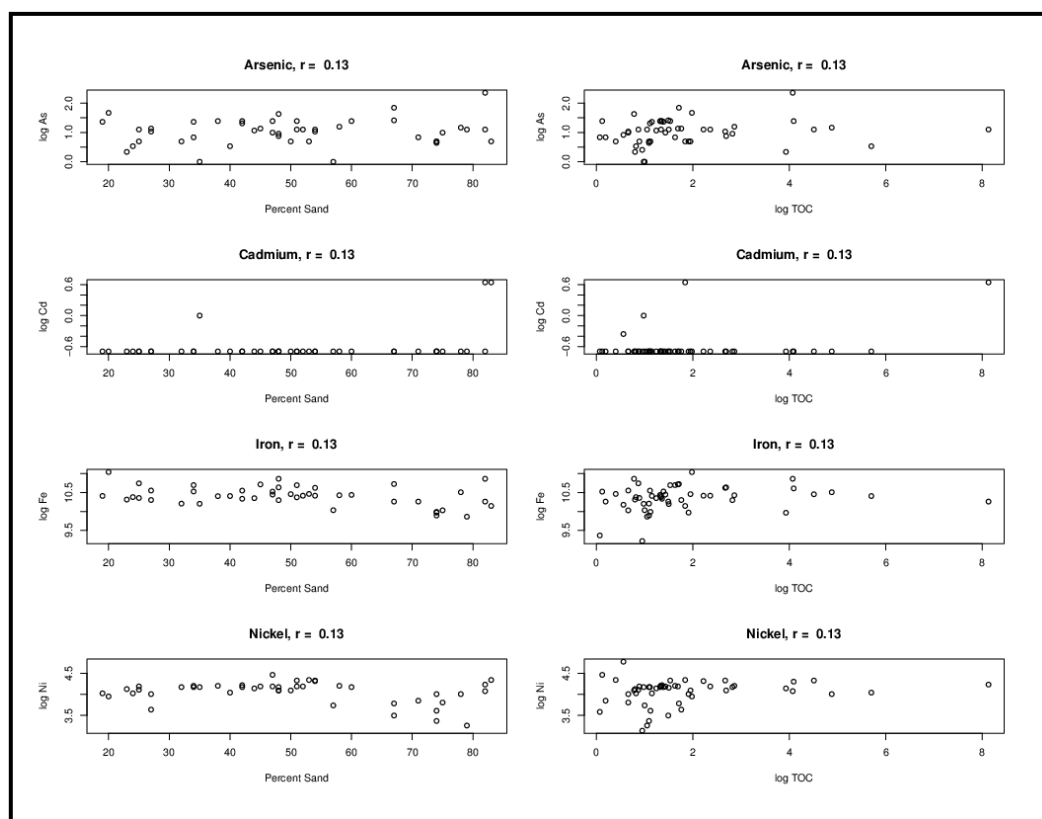 Arsenic, r = 0.13
log As
0.0 1.0 2.0
20 30 40 50 60 70 80
Percent Sand
Arsenic, r = 0.13
log As
0.0 1.0 2.0
0 2 4 6 8
log TOC
Cadmium, r = 0.13
log Cd
−0.6 0.0 0.6
20 30 40 50 60 70 80
Percent Sand
Cadmium, r = 0.13
log Cd
−0.6 0.0 0.6
0 2 4 6 8
log TOC
Iron, r = 0.13
log Fe
9.5 10.5
20 30 40 50 60 70 80
Percent Sand
Iron, r = 0.13
log Fe
9.5 10.5
0 2 4 6 8
log TOC
Nickel, r = 0.13
log Ni
3.5 4.5
20 30 40 50 60 70 80
Percent Sand
Nickel, r = 0.13
log Ni
3.5 4.5
0 2 4 6 8
log TOC